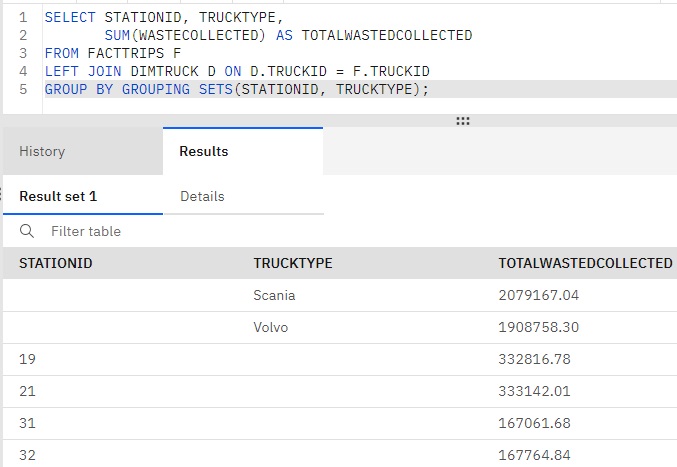 1 SELECT STATIONID, TRUCKTYPE,
2 SUM(WASTECOLLECTED) AS TOTALWASTEDCOLLECTED
3 FROM FACTTRIPS F
4 LEFT JOIN DIMTRUCK D ON D.TRUCKID = F.TRUCKID
5 GROUP BY GROUPING SETS(STATIONID, TRUCKTYPE);
History Results
Result set 1 Details
Filter table
STATIONID TRUCKTYPE TOTALWASTEDCOLLECTED
Scania 2079167.04
Volvo 1908758.30
19 332816.78
21 333142.01
31 167061.68
32 167764.84